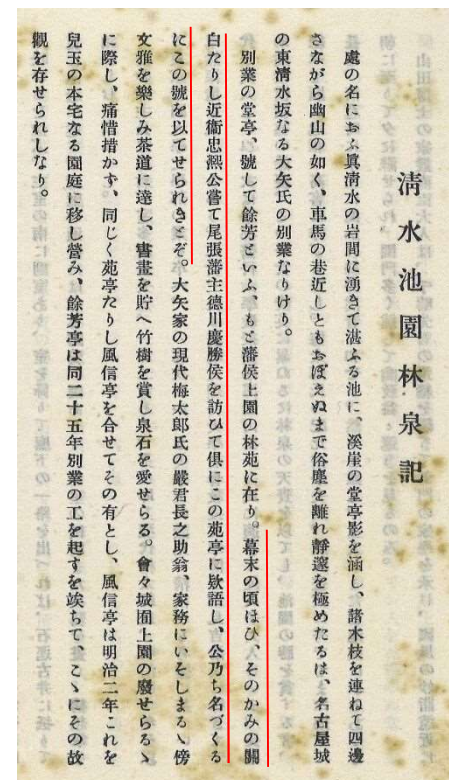 淸水池園林泉記
處の名におふ眞淸水の岩間に湧きて湛ふる池に、溪崖の堂亭影を涵し、諸木枝を連ねて四邊
さながら幽山の如く、車馬の巷近しともおぼえぬまで俗塵を離れ靜邃を極めたるは、名古屋城
の東淸水坂なる大矢氏の別業なりけり。
別業の堂亭、號して餘芳といふ、もと藩侯上園の林苑に在り。幕末の頃ほひ、そのかみの關
白たりし近衞忠凞公嘗て尾張藩主德川慶勝侯を訪ひて倶にこの苑亭に欵語し、公乃ち名づくる
にこの號を以てせられきとぞ。大矢家の現代梅太郎氏の嚴君長之助翁、家務にいそしまるゝ傍
文雅を樂しみ茶道に達し、書畫を貯へ竹樹を賞し泉石を愛せらる。會々城囿上園の廢せらるゝ
に際し、痛惜措かず、同じく苑亭たりし風信亭を合せてその有とし、風信亭は明治二年これを
兒玉の本宅なる園庭に移し營み、餘芳亭は同二十五年別業の工を起すを竢ちてこゝにその故
觀を存せられしなり。